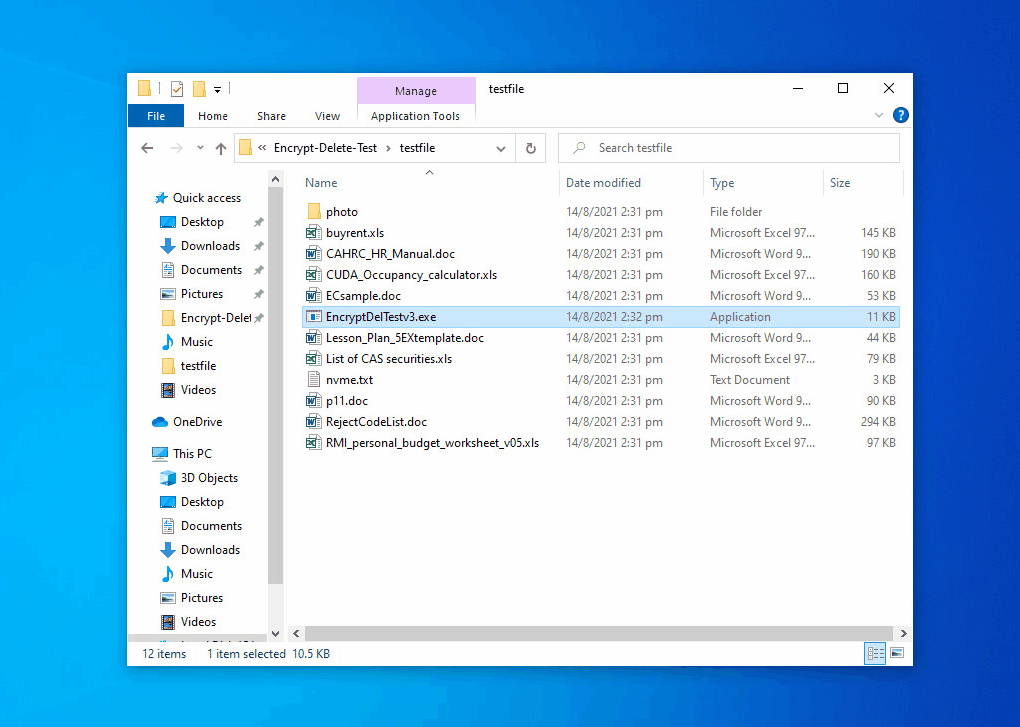 Manage
testfile
File
Home
Share
View
Application Tools
?
« Encrypt-Delete-Test › testfile
Search testfile
Name
Date modified
Type
Size
Quick access
Desktop
Downloads
Documents
Pictures
Encrypt-Delet
Music
testfile
Videos
OneDrive
This PC
3D Objects
Desktop
Documents
Downloads
Music
Pictures
Videos
photo 14/8/2021 2:31 pm File folder
buyrent.xls 14/8/2021 2:31 pm Microsoft Excel 97... 145 KB
CAHRC_HR_Manual.doc 14/8/2021 2:31 pm Microsoft Word 9... 190 KB
CUDA_Occupancy_calculator.xls 14/8/2021 2:31 pm Microsoft Excel 97... 160 KB
ECsample.doc 14/8/2021 2:31 pm Microsoft Word 9... 53 KB
EncryptDelTestv3.exe 14/8/2021 2:32 pm Application 11 KB
Lesson_Plan_5EXtemplate.doc 14/8/2021 2:31 pm Microsoft Word 9... 44 KB
List of CAS securities.xls 14/8/2021 2:31 pm Microsoft Excel 97... 79 KB
nvme.txt 14/8/2021 2:31 pm Text Document 3 KB
p11.doc 14/8/2021 2:31 pm Microsoft Word 9... 90 KB
RejectCodeList.doc 14/8/2021 2:31 pm Microsoft Word 9... 294 KB
RMI_personal_budget_worksheet_v05.xls 14/8/2021 2:31 pm Microsoft Excel 97... 97 KB
12 items
1 item selected 10.5 KB